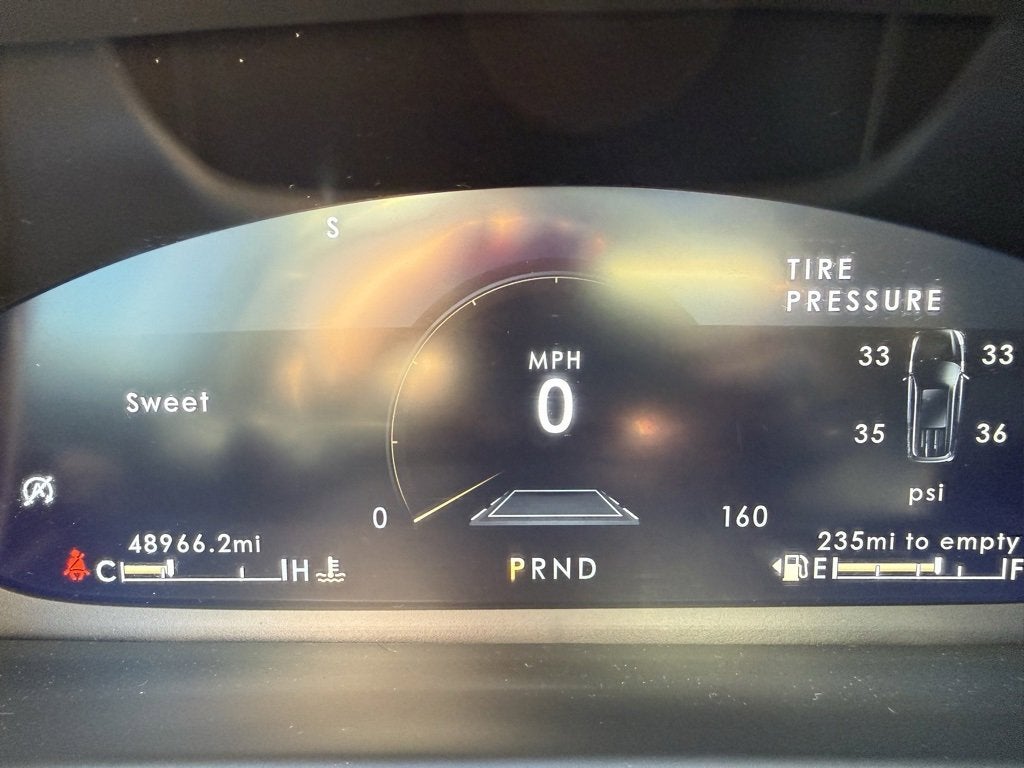 S
TIRE
PRESSURE
33 33
MPH
0
Sweet
35 36
psi
0 160
48966.2mi 235mi to empty
C H PRND E F